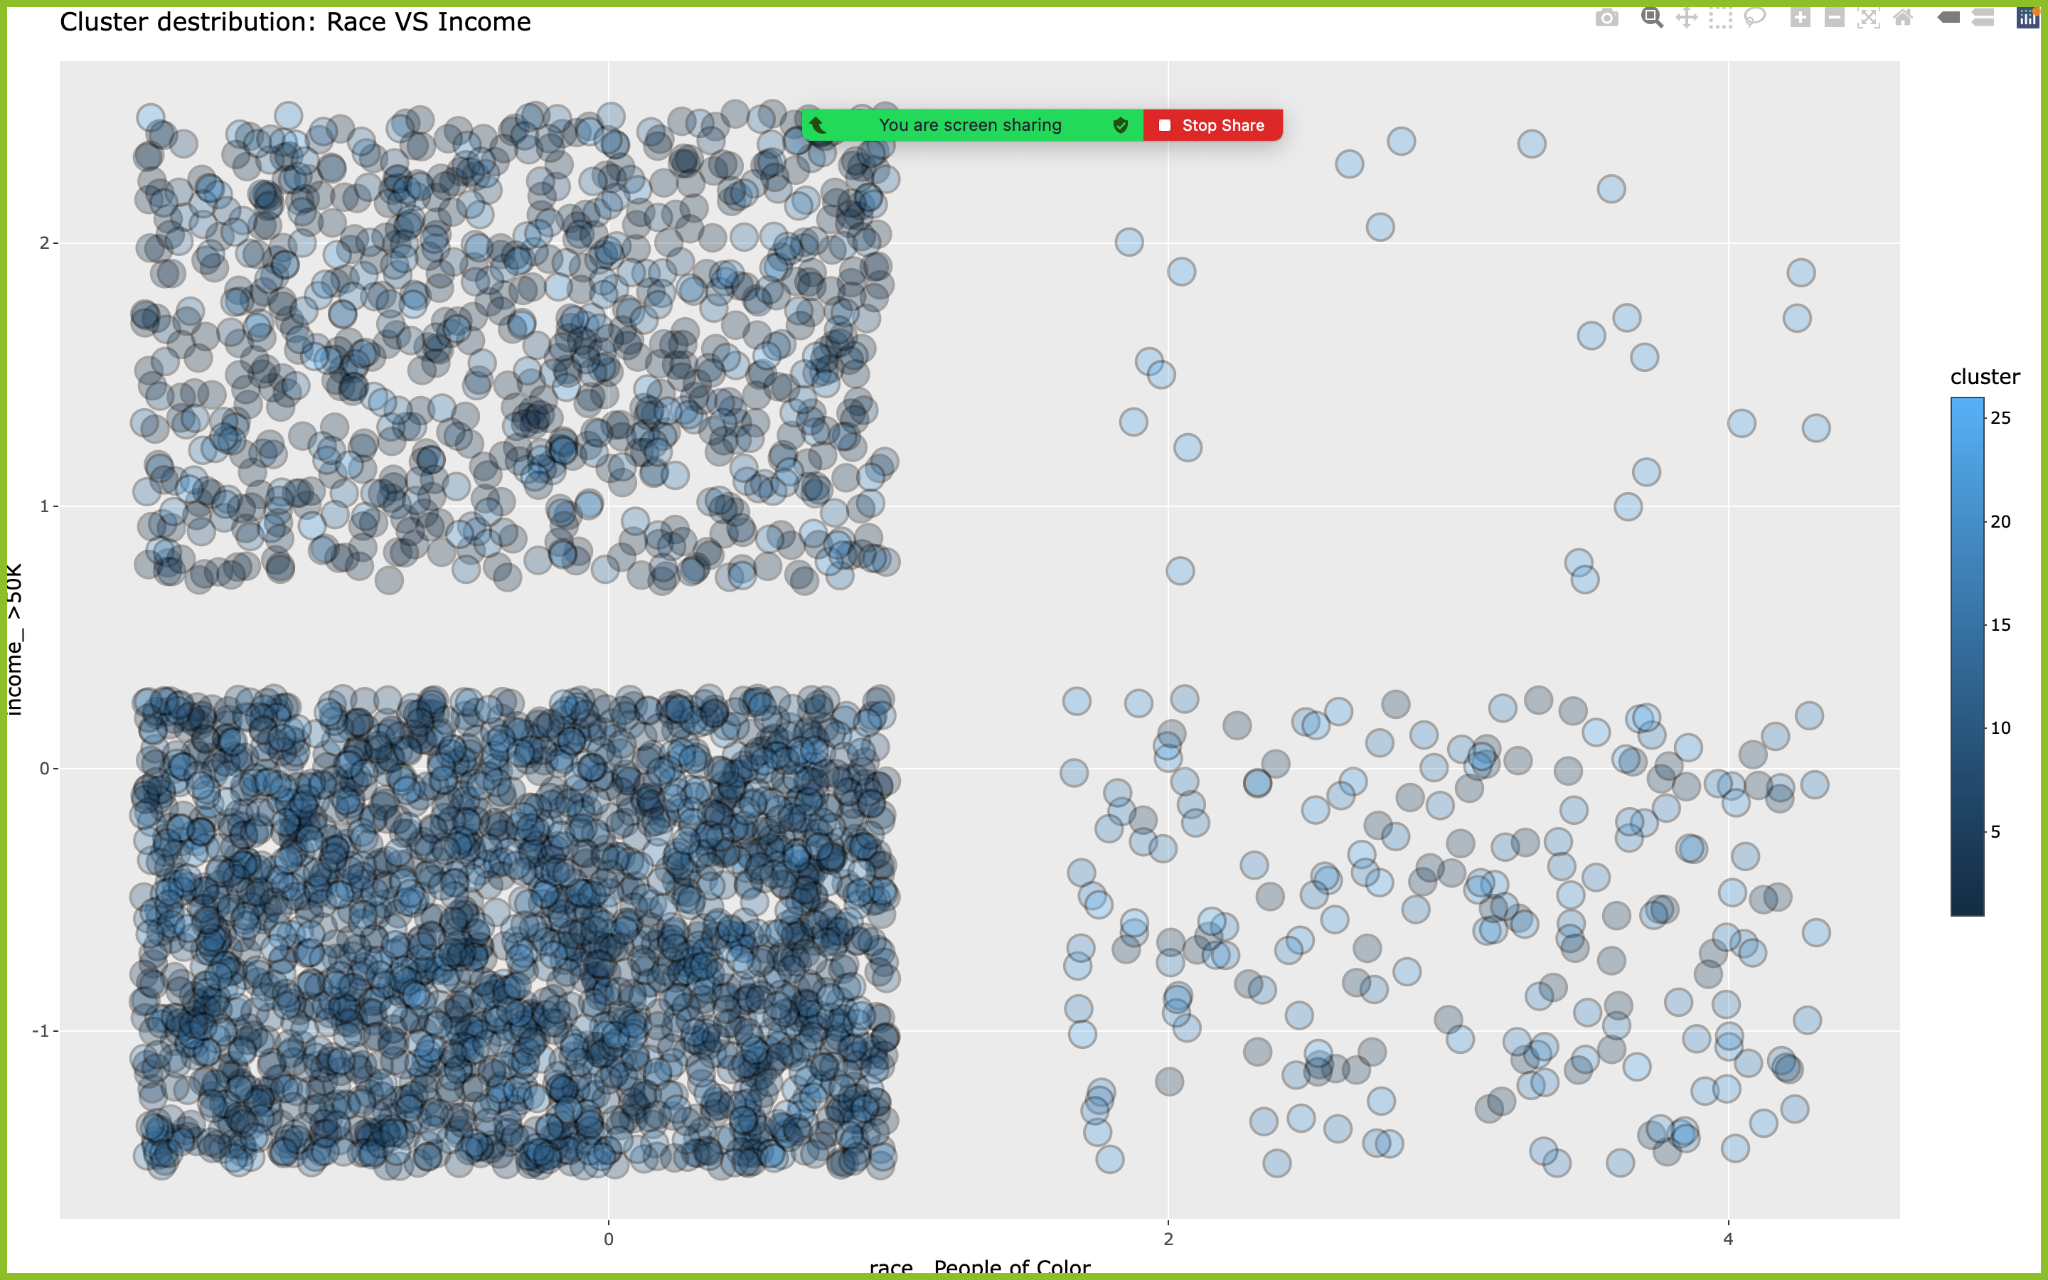 Cluster destribution: Race VS Income
You are screen sharing
Stop Share
2
1
0
-1
income_ >50K
0
2
4
race_ People of Color
cluster
25
20
15
10
5